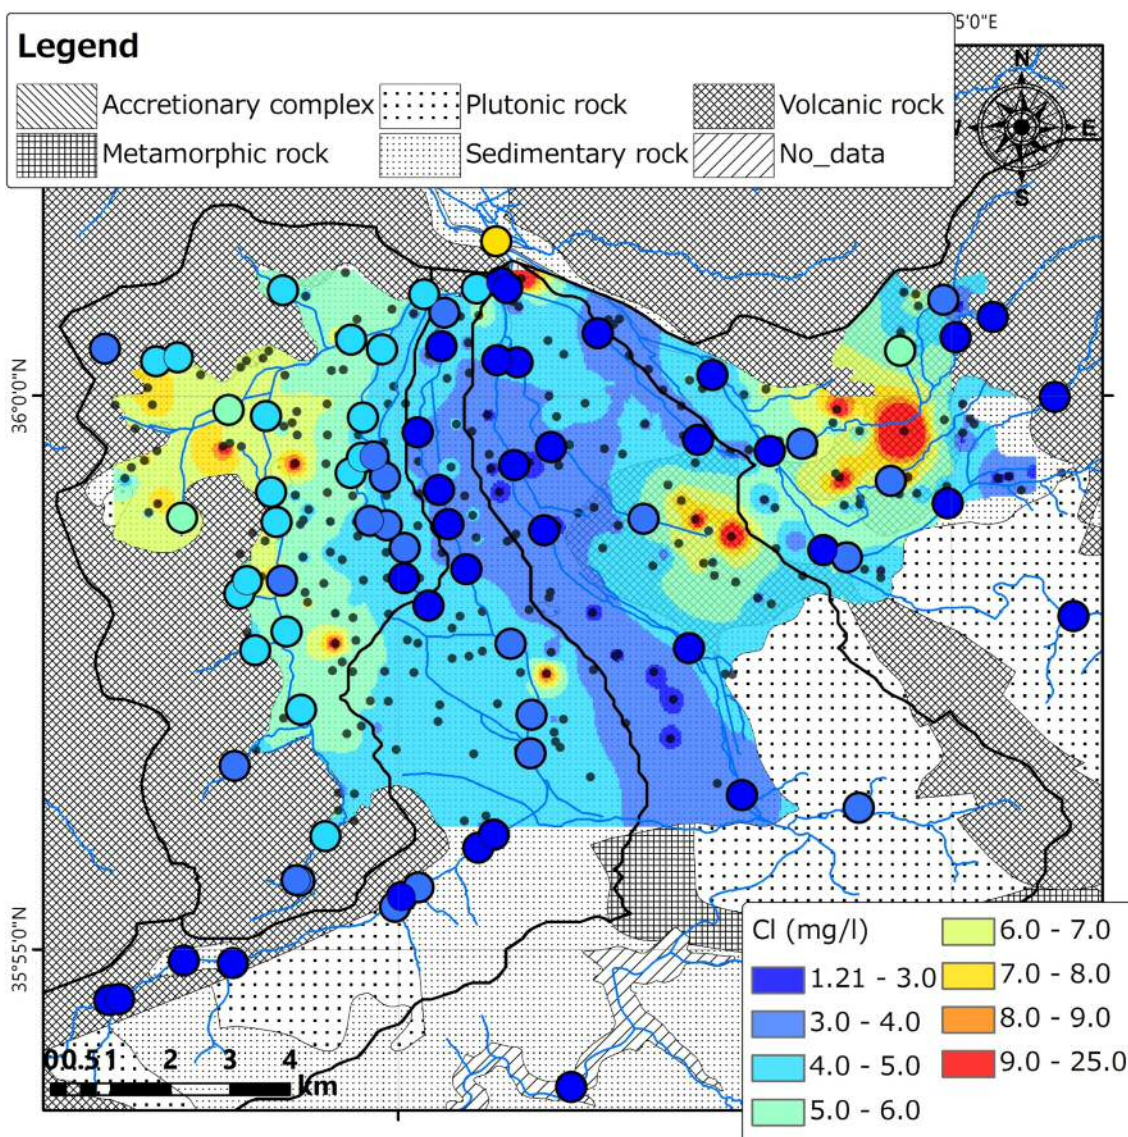 5'0"E
Legend
Accretionary complex Plutonic rock Volcanic rock
Metamorphic rock Sedimentary rock No_data
N
E
S
36°0'0"N
35°55'0"N
00.51 2 3 4
km
Cl (mg/l)
1.21 - 3.0
3.0 - 4.0
4.0 - 5.0
5.0 - 6.0
6.0 - 7.0
7.0 - 8.0
8.0 - 9.0
9.0 - 25.0